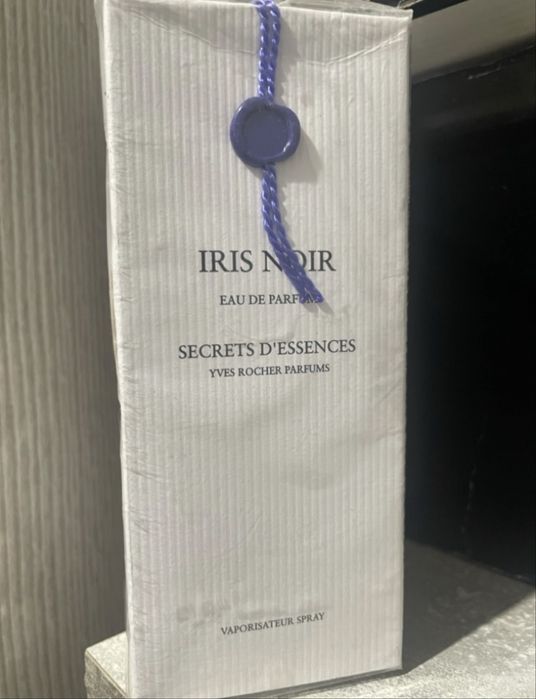 IRIS NOIR
EAU DE PARFUM
SECRETS D'ESSENCES
YVES ROCHER PARFUMS
VAPORISATEUR SPRAY